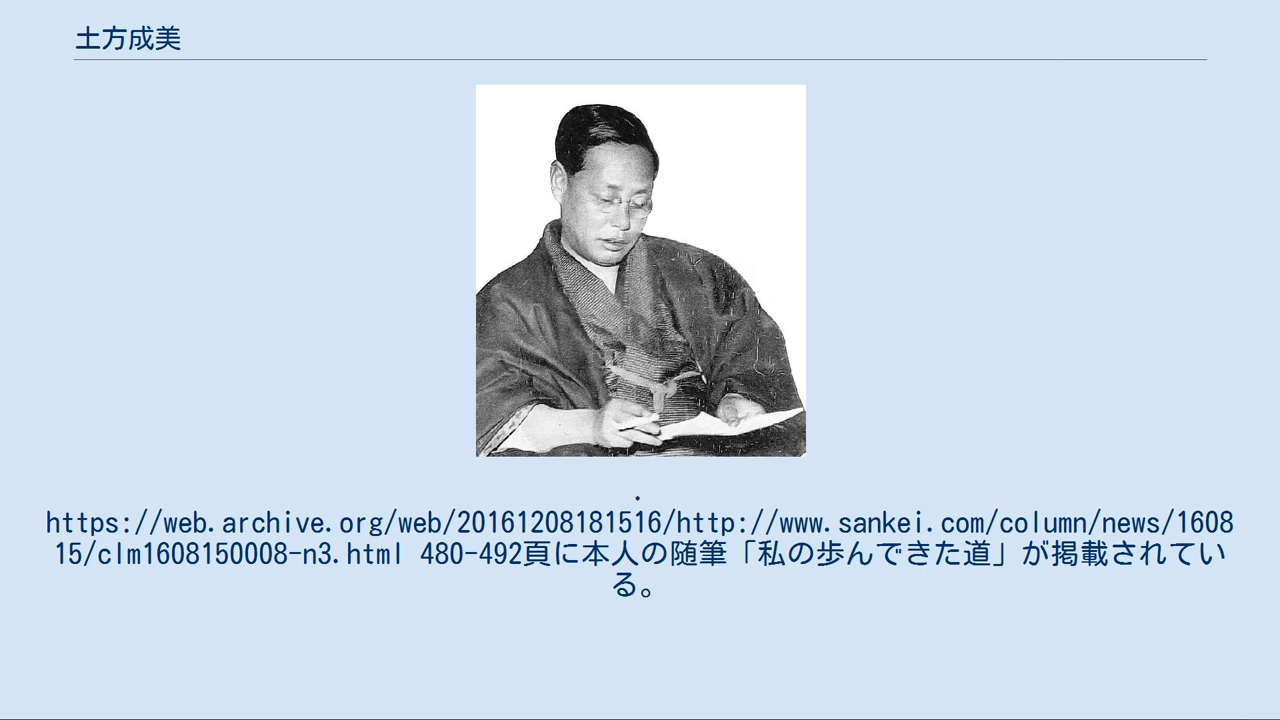 土方成美
.
https://web.archive.org/web/20161208181516/http://www.sankei.com/column/news/1608
15/clm1608150008-n3.html 480-492頁に本人の随筆「私の歩んできた道」が掲載されてい
る。